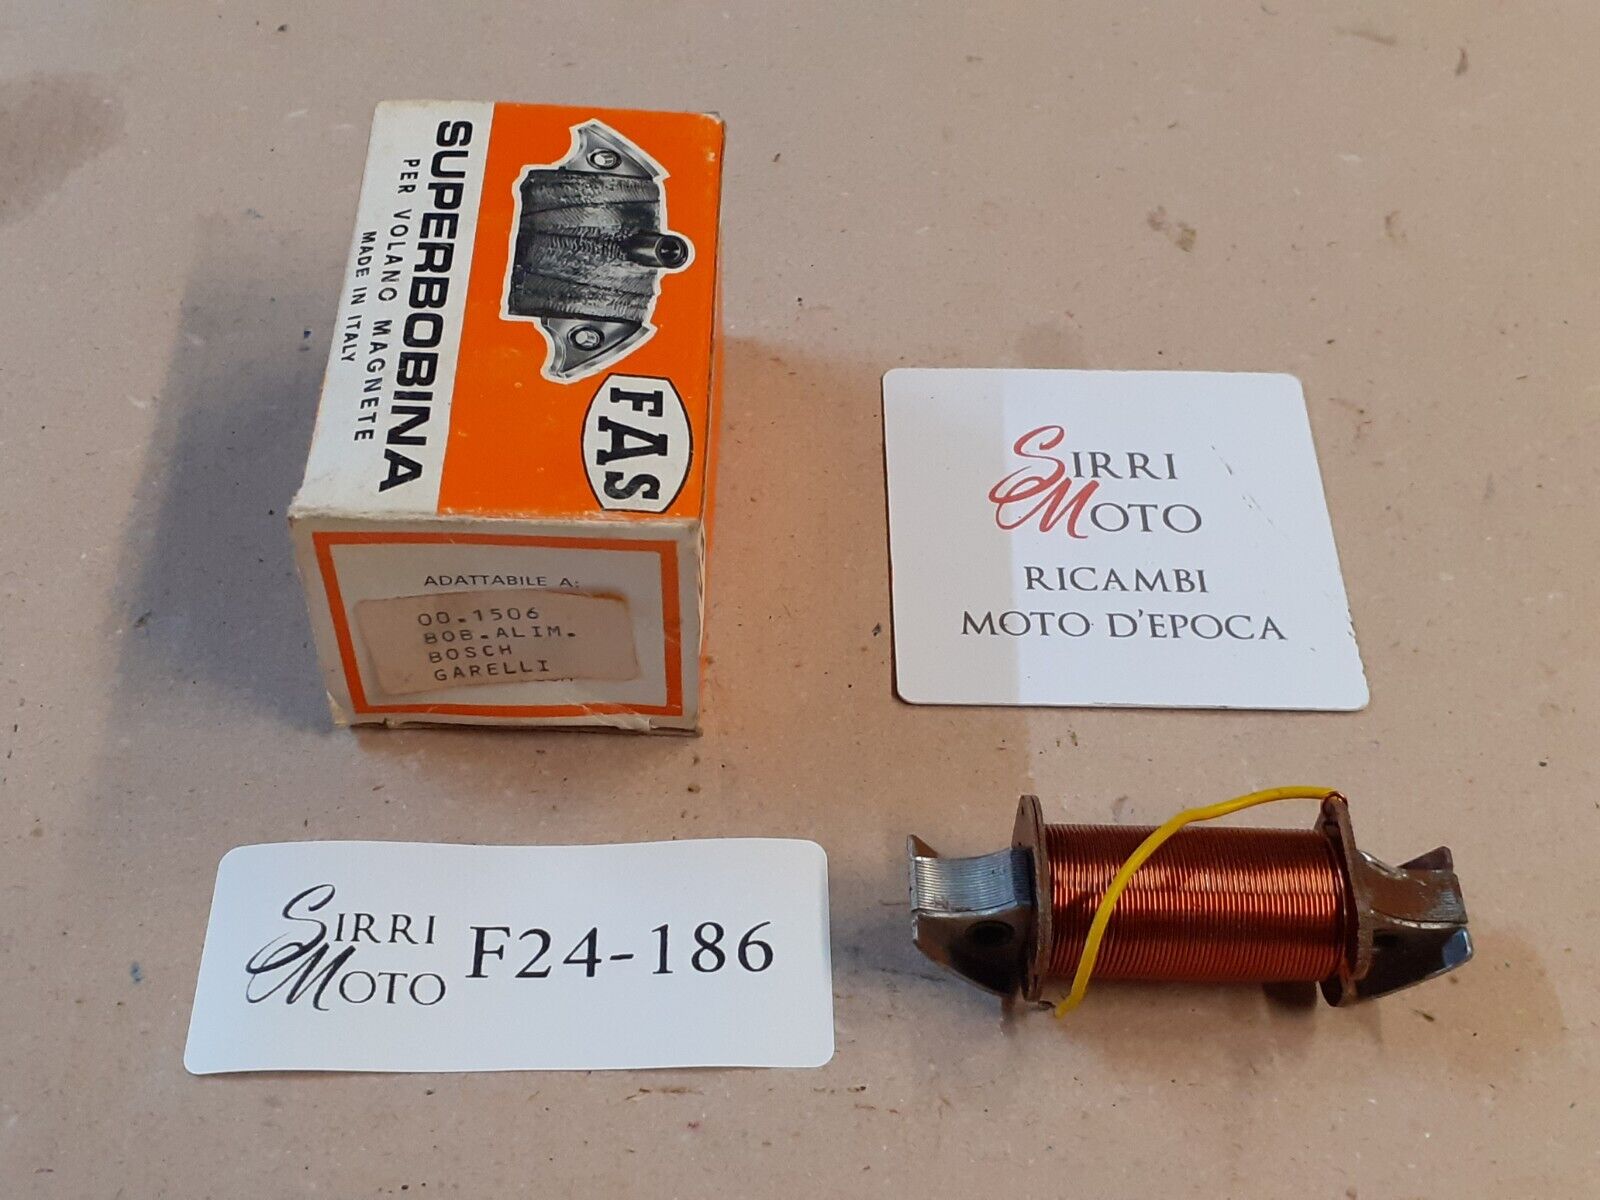 SUPERBOBINA
PER VOLANO MAGNETE
MADE IN ITALY
FAS
ADATTABILE A:
00.1506
BOB.ALIM.
BOSCH
GARELLI
SIRRI
MOTO
RICAMBI
MOTO D'EPOCA
SIRRI
MOTO
F24-186